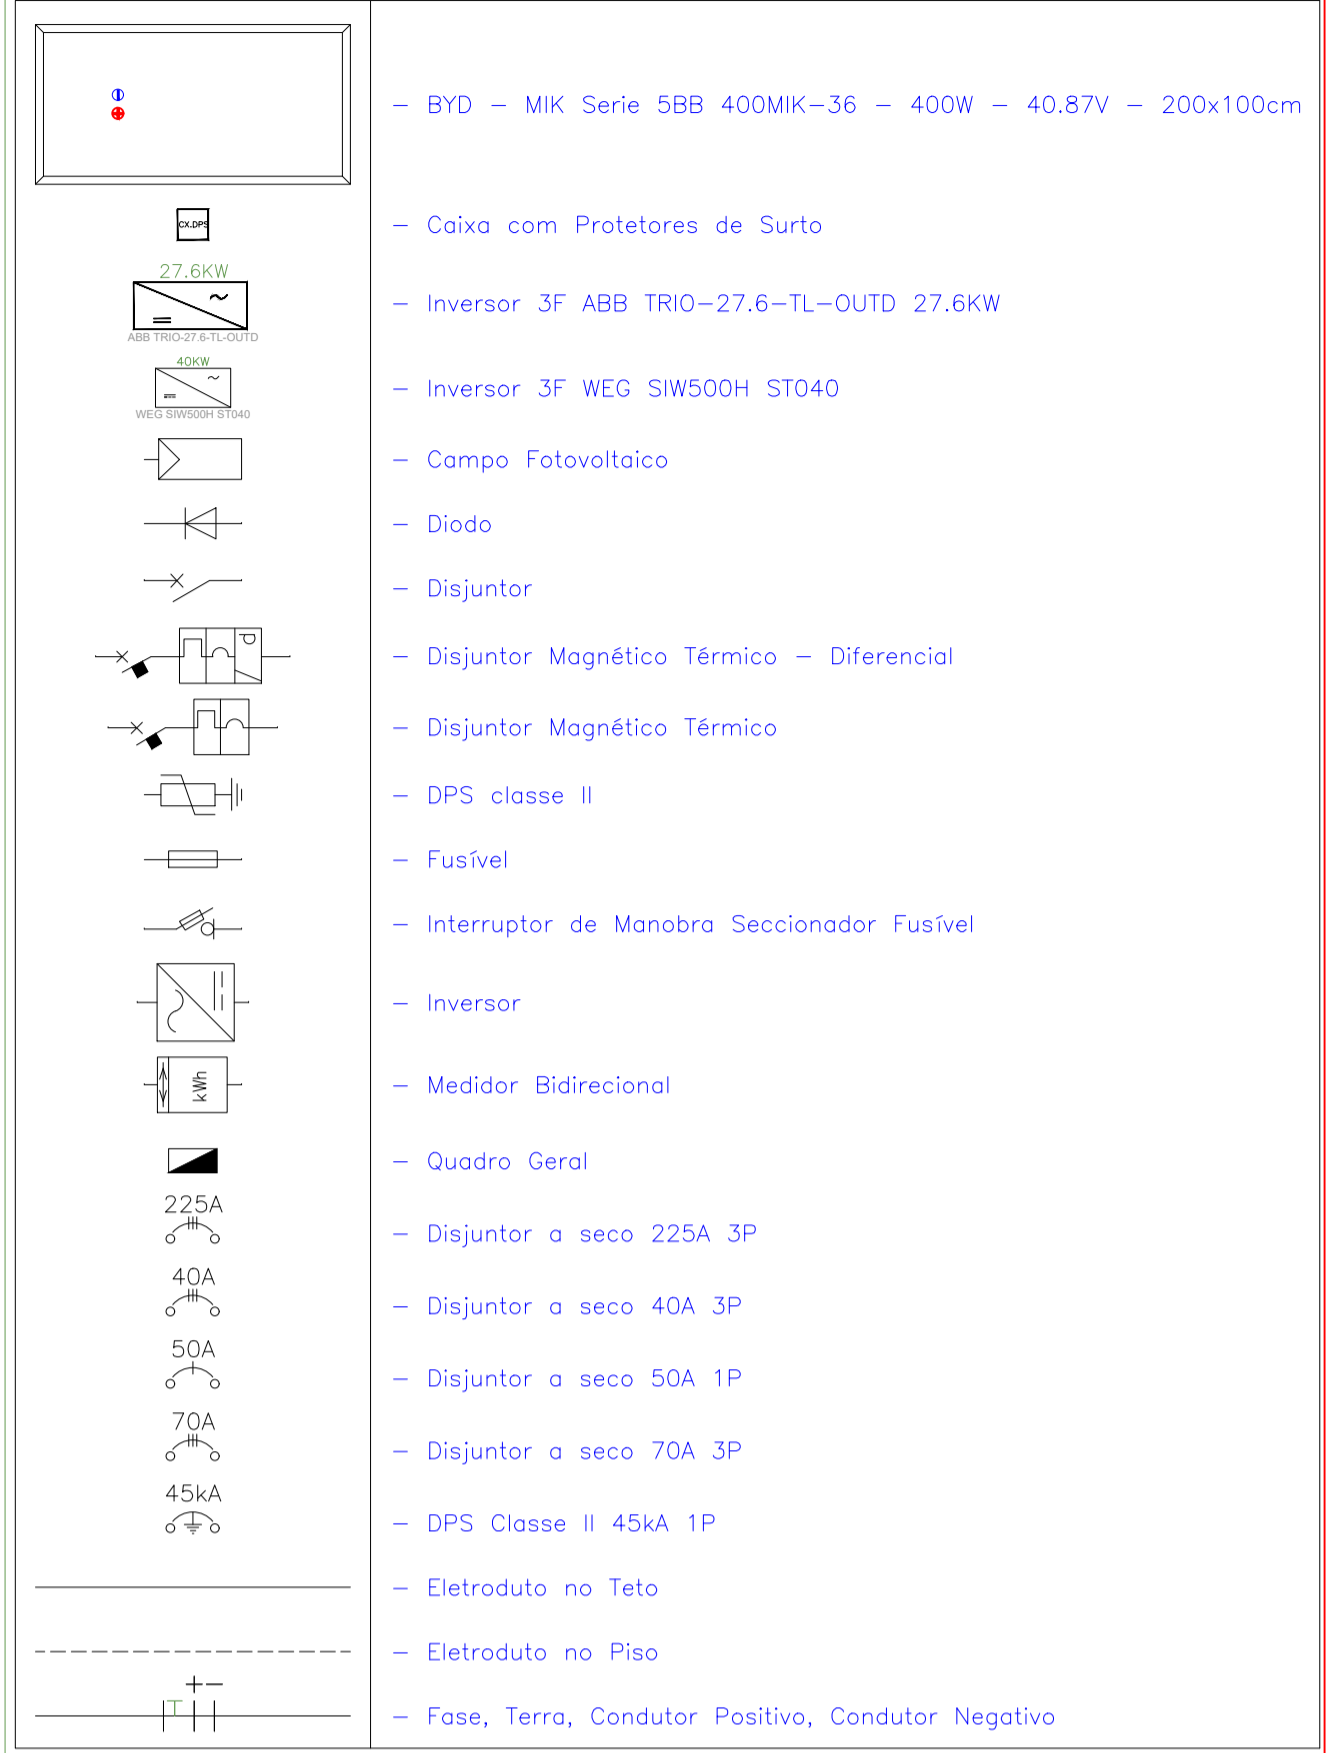 - BYD - MIK Serie 5BB 400MIK-36 - 400W - 40.87V - 200x100cm
CX.DPS
- Caixa com Protetores de Surto
27.6KW
ABB TRIO-27.6-TL-OUTD
- Inversor 3F ABB TRIO-27.6-TL-OUTD 27.6KW
40KW
WEG SIW500H ST040
- Inversor 3F WEG SIW500H ST040
- Campo Fotovoltaico
- Diodo
- Disjuntor
d
- Disjuntor Magnético Térmico - Diferencial
- Disjuntor Magnético Térmico
- DPS classe II
- Fusível
- Interruptor de Manobra Seccionador Fusível
- Inversor
kWh
- Medidor Bidirecional
- Quadro Geral
225A
- Disjuntor a seco 225A 3P
40A
- Disjuntor a seco 40A 3P
50A
- Disjuntor a seco 50A 1P
70A
- Disjuntor a seco 70A 3P
45kA
- DPS Classe II 45kA 1P
- Eletroduto no Teto
- Eletroduto no Piso
+-
T
- Fase, Terra, Condutor Positivo, Condutor Negativo